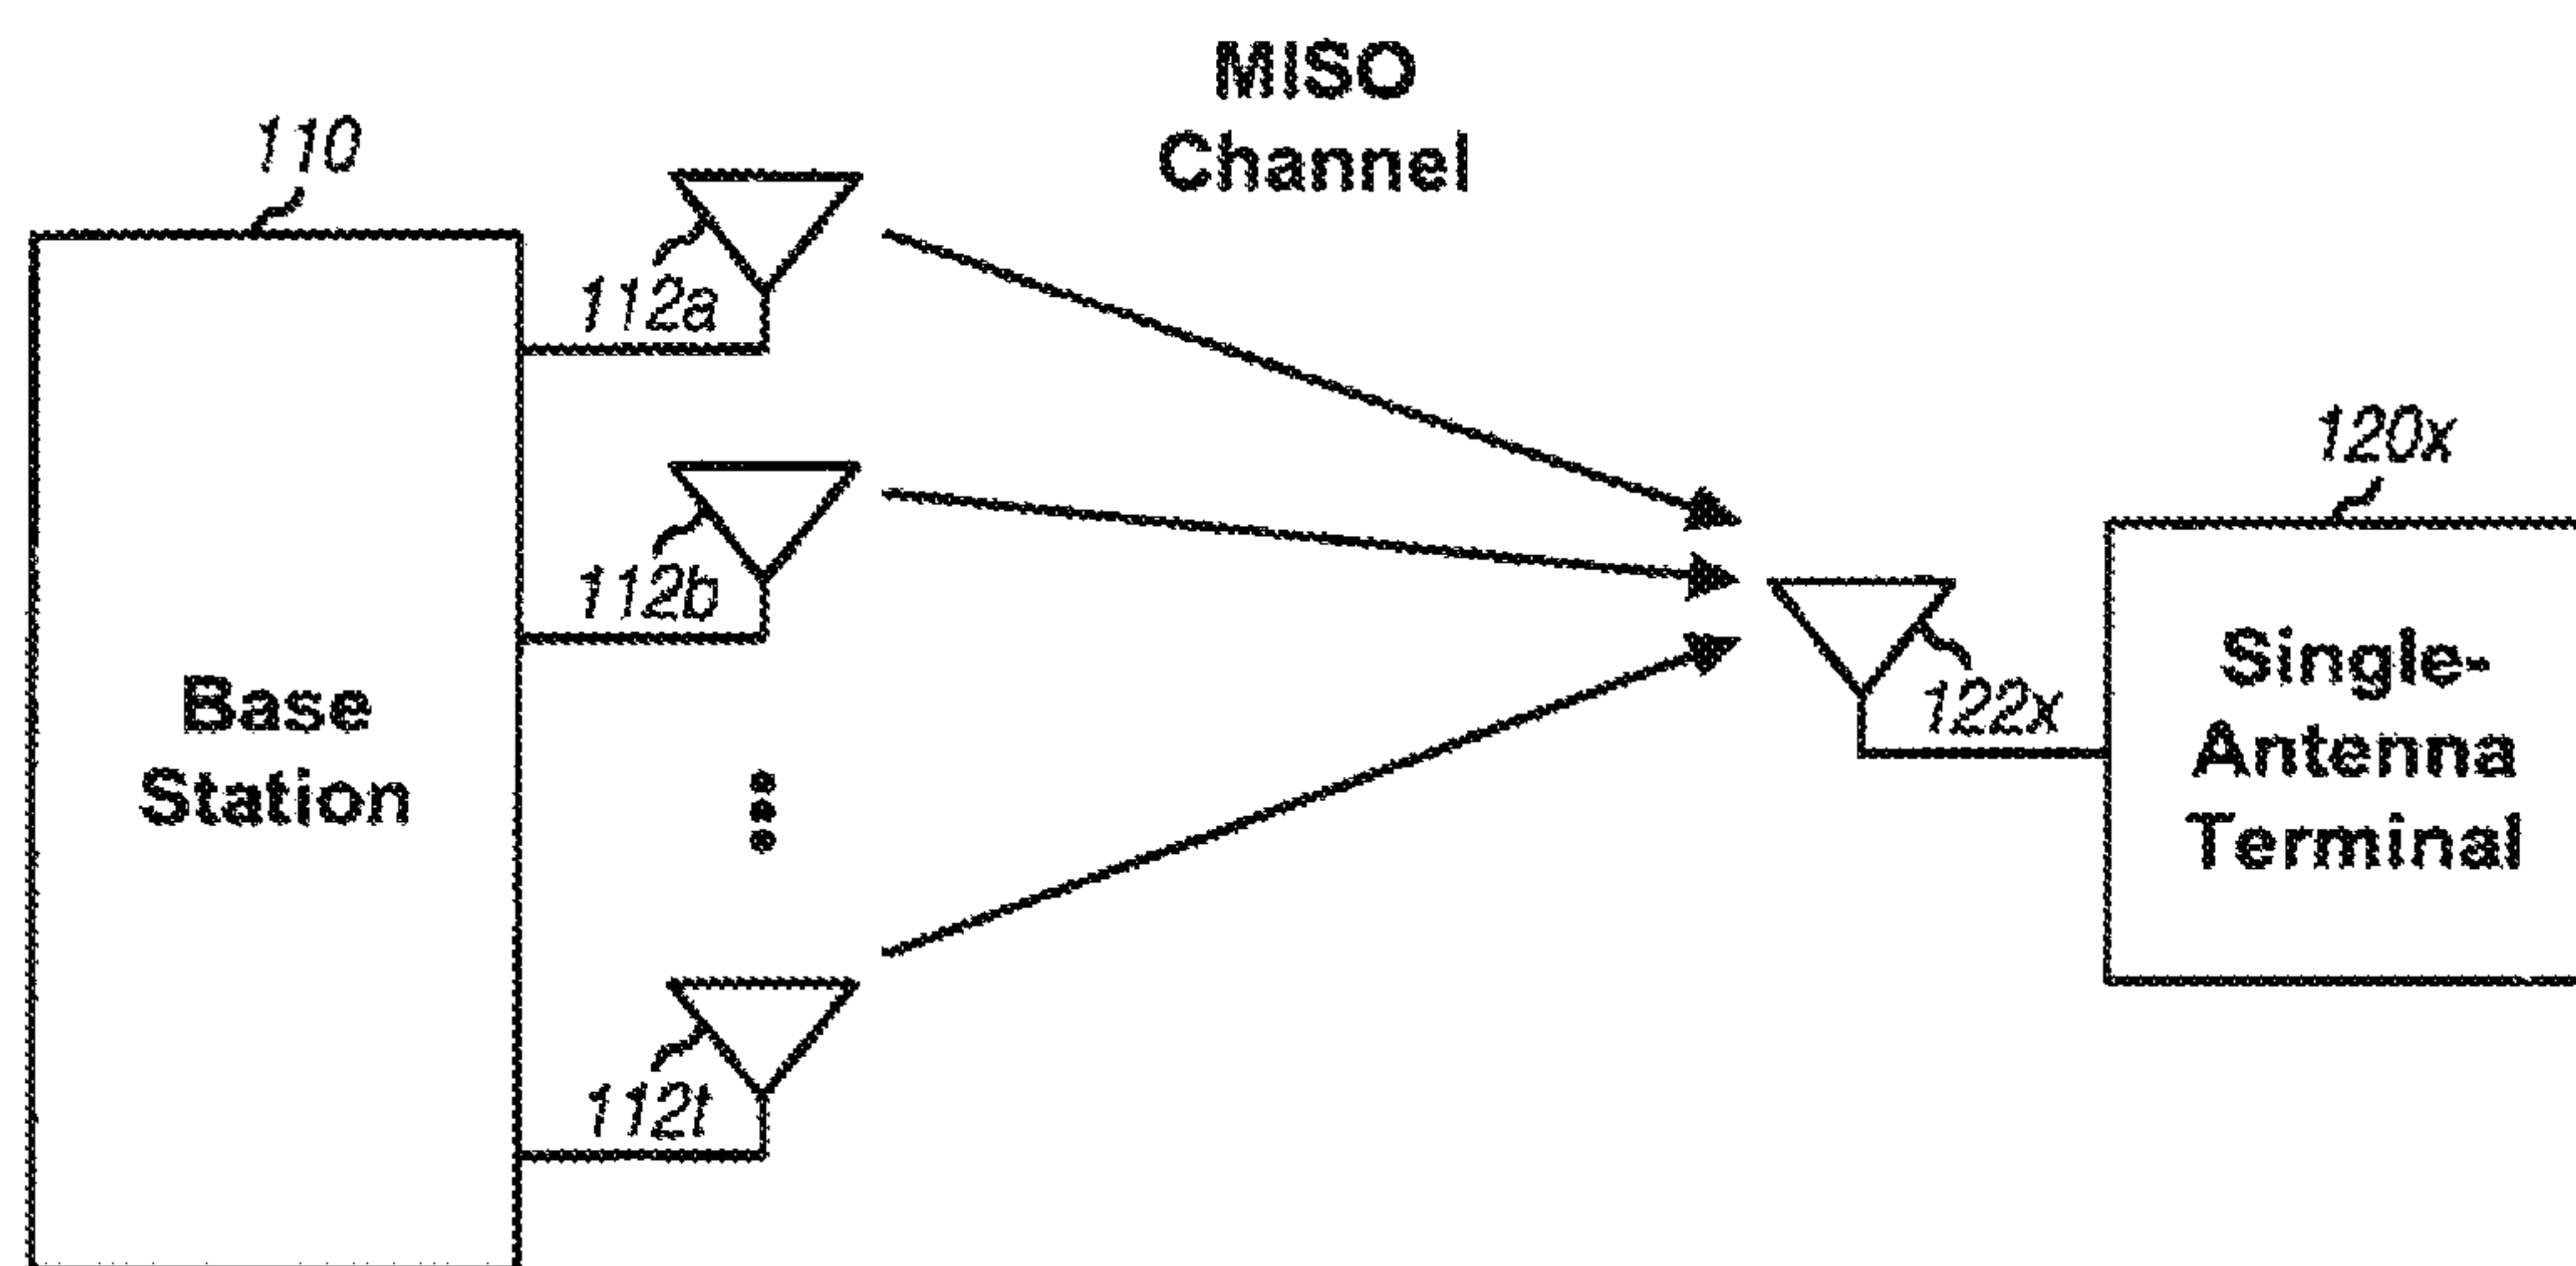 MISO
Channel
110
112a
112b
120x
122x
Base
Station
Single-
Antenna
Terminal
112t